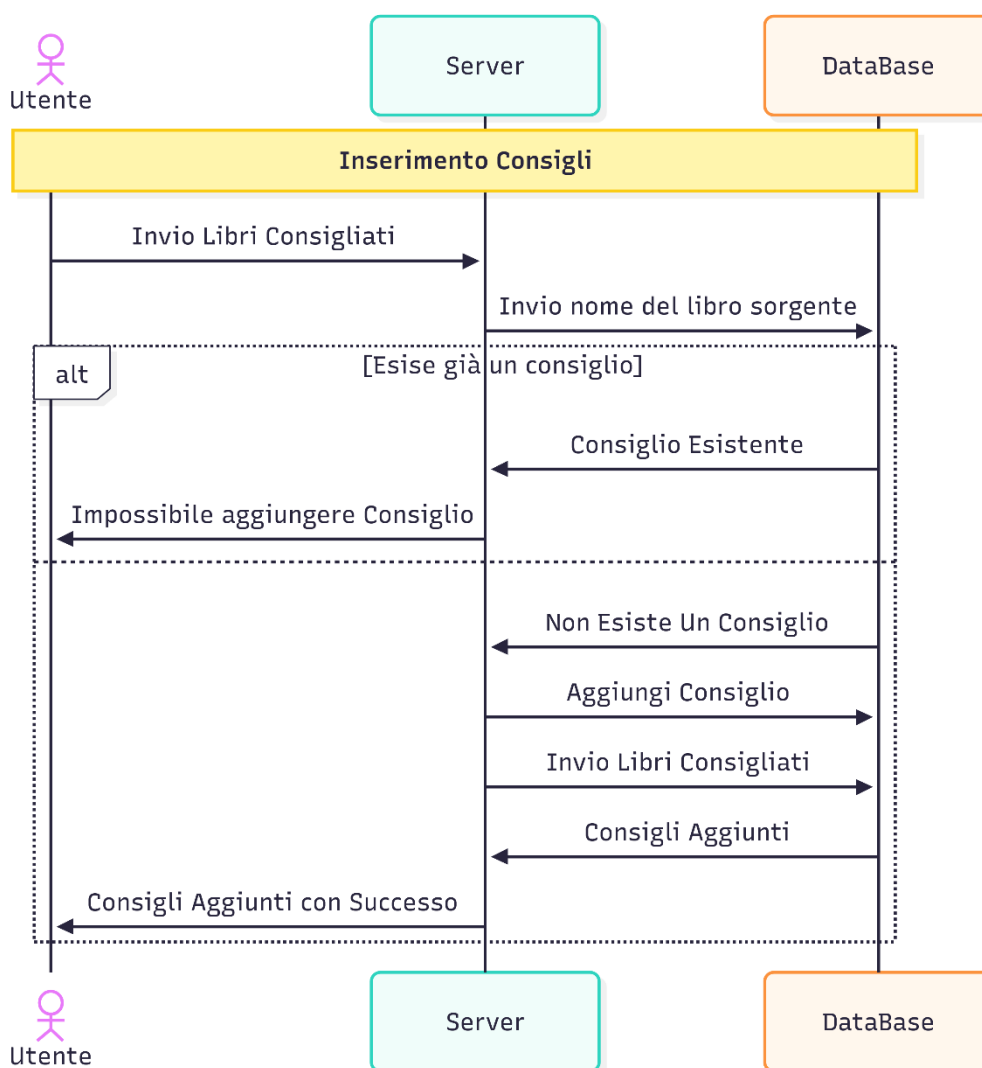 Utente
Server
DataBase
Inserimento Consigli
Invio Libri Consigliati
Invio nome del libro sorgente
alt
[Esise già un consiglio]
Consiglio Esistente
Impossibile aggiungere Consiglio
Non Esiste Un Consiglio
Aggiungi Consiglio
Invio Libri Consigliati
Consigli Aggiunti
Consigli Aggiunti con Successo
Utente
Server
DataBase